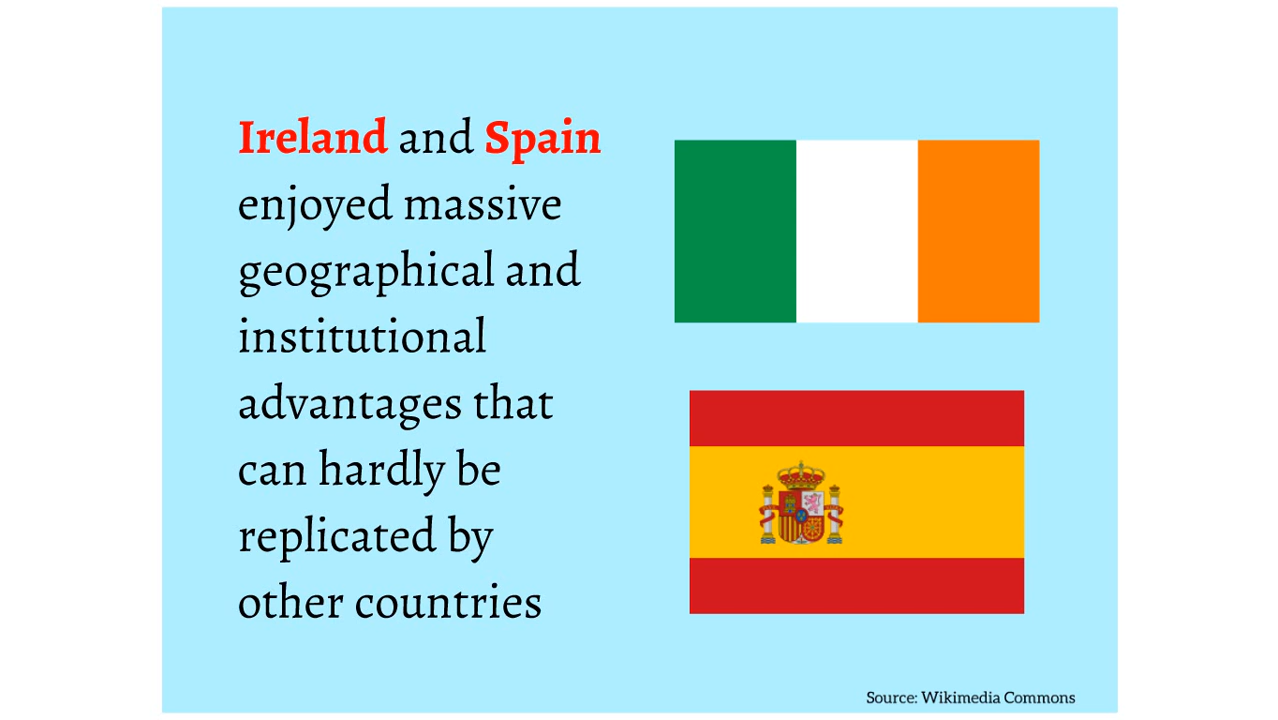 Ireland and Spain
enjoyed massive
geographical and
institutional
advantages that
can hardly be
replicated by
other countries
Source: Wikimedia Commons